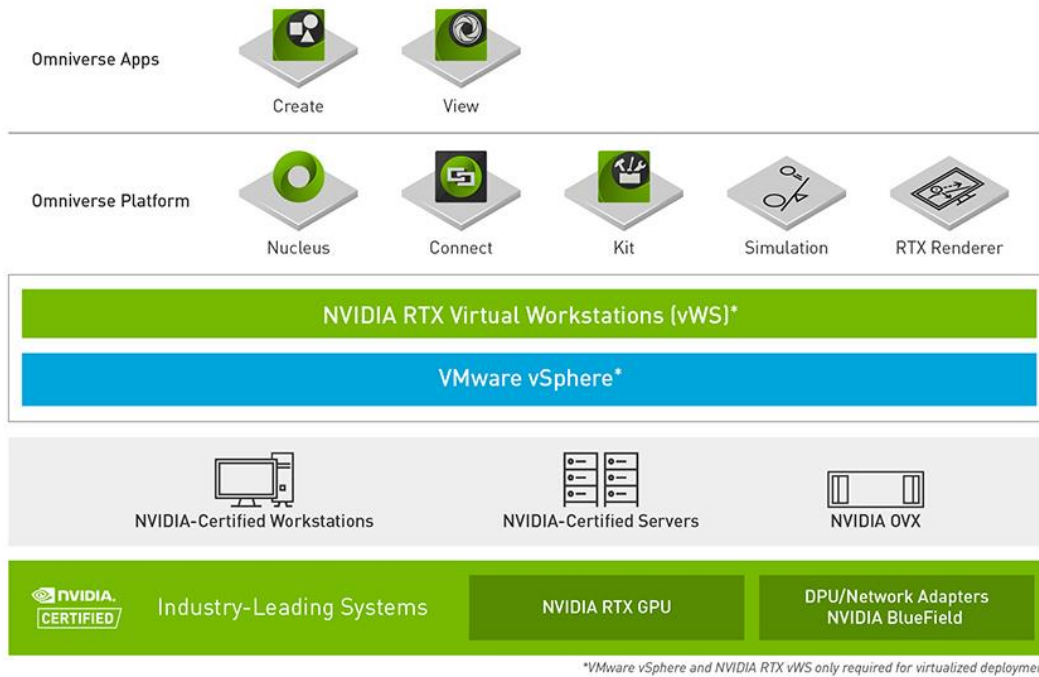 Omniverse Apps
Create
View
Omniverse Platform
Nucleus
Connect
Kit
Simulation
RTX Renderer
NVIDIA RTX Virtual Workstations (vWS)*
VMware vSphere*
NVIDIA-Certified Workstations
NVIDIA-Certified Servers
NVIDIA OVX
NVIDIA.
CERTIFIED
Industry-Leading Systems
NVIDIA RTX GPU
DPU/Network Adapters
NVIDIA BlueField
*VMware vSphere and NVIDIA RTX vWS only required for virtualized